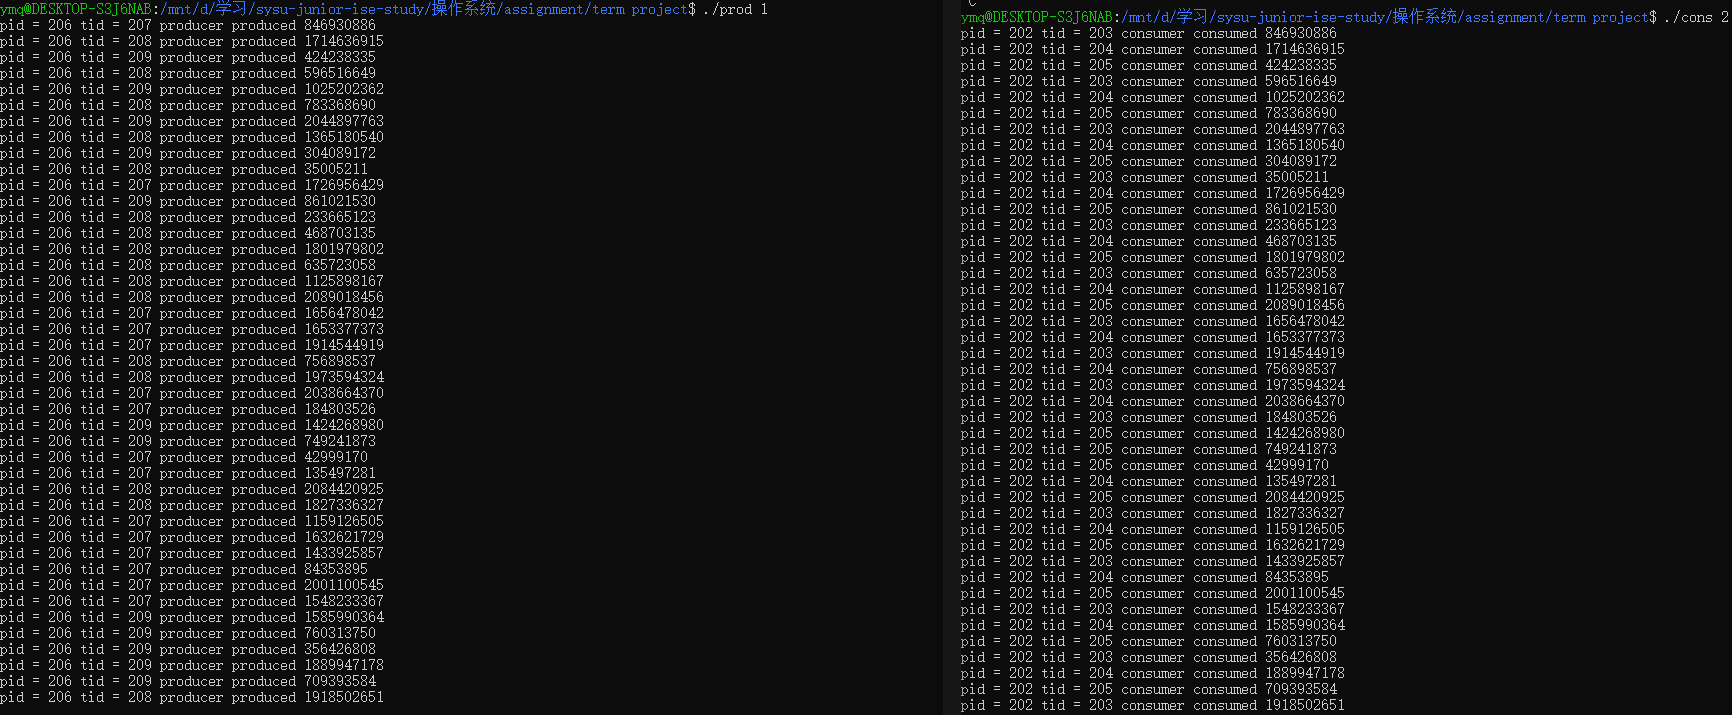 ymq@DESKTOP-S3J6NAB:/mnt/d/学习/sysu-junior-ise-study/操作系统/assignment/term project$ ./prod 1
pid = 206 tid = 207 producer produced 846930886
pid = 206 tid = 208 producer produced 1714636915
pid = 206 tid = 209 producer produced 424238335
pid = 206 tid = 208 producer produced 596516649
pid = 206 tid = 209 producer produced 1025202362
pid = 206 tid = 208 producer produced 783368690
pid = 206 tid = 209 producer produced 2044897763
pid = 206 tid = 208 producer produced 1365180540
pid = 206 tid = 209 producer produced 304089172
pid = 206 tid = 208 producer produced 35005211
pid = 206 tid = 207 producer produced 1726956429
pid = 206 tid = 209 producer produced 861021530
pid = 206 tid = 208 producer produced 233665123
pid = 206 tid = 208 producer produced 468703135
pid = 206 tid = 208 producer produced 1801979802
pid = 206 tid = 208 producer produced 635723058
pid = 206 tid = 208 producer produced 1125898167
pid = 206 tid = 208 producer produced 2089018456
pid = 206 tid = 207 producer produced 1656478042
pid = 206 tid = 207 producer produced 1653377373
pid = 206 tid = 207 producer produced 1914544919
pid = 206 tid = 208 producer produced 756898537
pid = 206 tid = 208 producer produced 1973594324
pid = 206 tid = 207 producer produced 2038664370
pid = 206 tid = 207 producer produced 184803526
pid = 206 tid = 209 producer produced 1424268980
pid = 206 tid = 209 producer produced 749241873
pid = 206 tid = 207 producer produced 42999170
pid = 206 tid = 207 producer produced 135497281
pid = 206 tid = 208 producer produced 2084420925
pid = 206 tid = 208 producer produced 1827336327
pid = 206 tid = 207 producer produced 1159126505
pid = 206 tid = 207 producer produced 1632621729
pid = 206 tid = 207 producer produced 1433925857
pid = 206 tid = 207 producer produced 84353895
pid = 206 tid = 207 producer produced 2001100545
pid = 206 tid = 207 producer produced 1548233367
pid = 206 tid = 209 producer produced 1585990364
pid = 206 tid = 209 producer produced 760313750
pid = 206 tid = 209 producer produced 356426808
pid = 206 tid = 209 producer produced 1889947178
pid = 206 tid = 209 producer produced 709393584
pid = 206 tid = 208 producer produced 1918502651
ymq@DESKTOP-S3J6NAB:/mnt/d/学习/sysu-junior-ise-study/操作系统/assignment/term project$ ./cons 2
pid = 202 tid = 203 consumer consumed 846930886
pid = 202 tid = 204 consumer consumed 1714636915
pid = 202 tid = 205 consumer consumed 424238335
pid = 202 tid = 203 consumer consumed 596516649
pid = 202 tid = 204 consumer consumed 1025202362
pid = 202 tid = 205 consumer consumed 783368690
pid = 202 tid = 203 consumer consumed 2044897763
pid = 202 tid = 204 consumer consumed 1365180540
pid = 202 tid = 205 consumer consumed 304089172
pid = 202 tid = 203 consumer consumed 35005211
pid = 202 tid = 204 consumer consumed 1726956429
pid = 202 tid = 205 consumer consumed 861021530
pid = 202 tid = 203 consumer consumed 233665123
pid = 202 tid = 204 consumer consumed 468703135
pid = 202 tid = 205 consumer consumed 1801979802
pid = 202 tid = 203 consumer consumed 635723058
pid = 202 tid = 204 consumer consumed 1125898167
pid = 202 tid = 205 consumer consumed 2089018456
pid = 202 tid = 203 consumer consumed 1656478042
pid = 202 tid = 204 consumer consumed 1653377373
pid = 202 tid = 203 consumer consumed 1914544919
pid = 202 tid = 204 consumer consumed 756898537
pid = 202 tid = 203 consumer consumed 1973594324
pid = 202 tid = 204 consumer consumed 2038664370
pid = 202 tid = 203 consumer consumed 184803526
pid = 202 tid = 205 consumer consumed 1424268980
pid = 202 tid = 205 consumer consumed 749241873
pid = 202 tid = 205 consumer consumed 42999170
pid = 202 tid = 204 consumer consumed 135497281
pid = 202 tid = 205 consumer consumed 2084420925
pid = 202 tid = 203 consumer consumed 1827336327
pid = 202 tid = 204 consumer consumed 1159126505
pid = 202 tid = 205 consumer consumed 1632621729
pid = 202 tid = 203 consumer consumed 1433925857
pid = 202 tid = 204 consumer consumed 84353895
pid = 202 tid = 205 consumer consumed 2001100545
pid = 202 tid = 203 consumer consumed 1548233367
pid = 202 tid = 204 consumer consumed 1585990364
pid = 202 tid = 205 consumer consumed 760313750
pid = 202 tid = 203 consumer consumed 356426808
pid = 202 tid = 204 consumer consumed 1889947178
pid = 202 tid = 205 consumer consumed 709393584
pid = 202 tid = 203 consumer consumed 1918502651